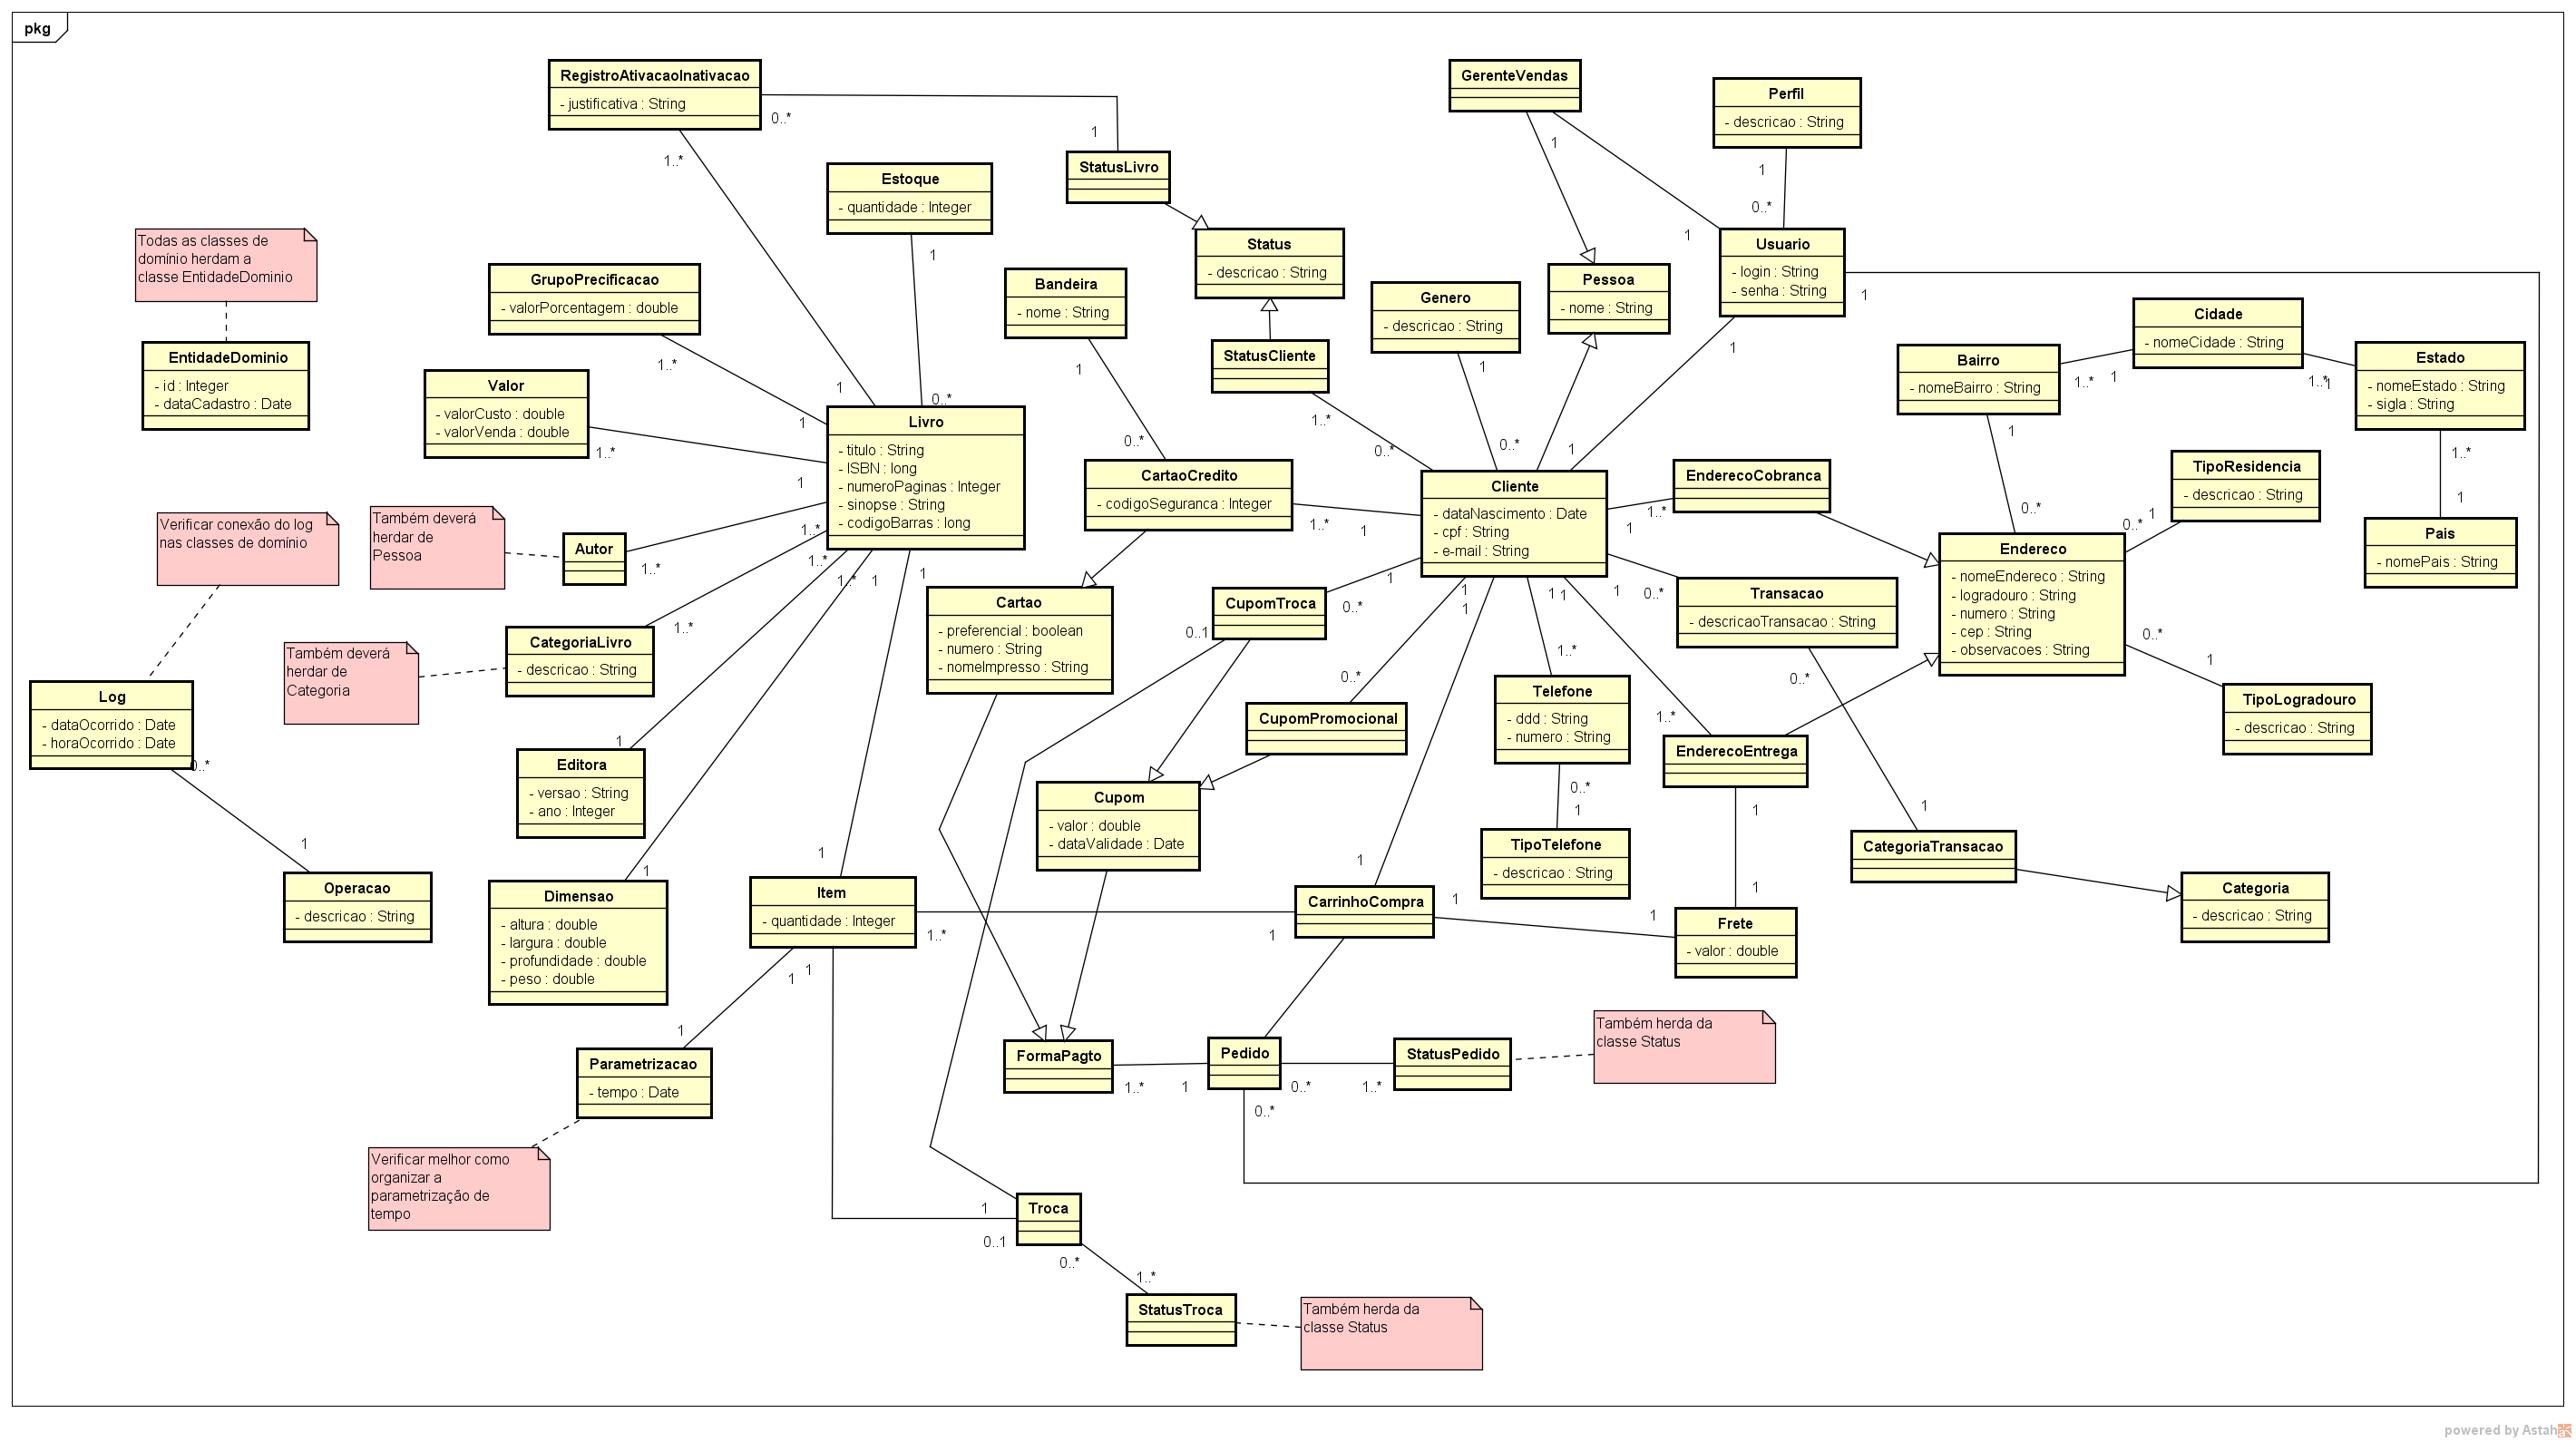 pkg
RegistroAtivacaoInativacao
- justificativa : String
0..*
1
1..*
GerenteVendas
1
Perfil
- descricao : String
1
0..*
StatusLivro
Estoque
- quantidade : Integer
1
0..*
Todas as classes de
domínio herdam a
classe EntidadeDominio
Status
- descricao : String
Usuario
- login : String
- senha : String
1
1
1
GrupoPrecificacao
- valorPorcentagem : double
1..*
1
Bandeira
- nome : String
1
0..*
Genero
- descricao : String
1
0..*
Pessoa
- nome : String
Cidade
- nomeCidade : String
1
1..*
EntidadeDominio
- id : Integer
- dataCadastro : Date
StatusCliente
1..*
0..*
Bairro
- nomeBairro : String
1..*
1
Estado
- nomeEstado : String
- sigla : String
1
1..*
Valor
- valorCusto : double
- valorVenda : double
1..*
1
Livro
- titulo : String
- ISBN : long
- numeroPaginas : Integer
- sinopse : String
- codigoBarras : long
1
CartaoCredito
- codigoSeguranca : Integer
1..*
1
Cliente
- dataNascimento : Date
- cpf : String
- e-mail : String
1
EnderecoCobranca
1..*
1
TipoResidencia
- descricao : String
1
0..*
0..*
Pais
- nomePais : String
1
Verificar conexão do log
nas classes de domínio
Também deverá
herdar de
Pessoa
Autor
1..*
1..*
1..*
1..*
1
1
Endereco
- nomeEndereco : String
- logradouro : String
- numero : String
- cep : String
- observacoes : String
0..*
1
Cartao
- preferencial : boolean
- numero : String
- nomeImpresso : String
CupomTroca
1
0..*
0..1
1
1
1
1
1
0..*
Transacao
- descricaoTransacao : String
0..*
1
Também deverá
herdar de
Categoria
CategoriaLivro
- descricao : String
1..*
Log
- dataOcorrido : Date
- horaOcorrido : Date
0..*
1
Telefone
- ddd : String
- numero : String
1..*
0..*
1
CupomPromocional
0..*
TipoLogradouro
- descricao : String
EnderecoEntrega
1..*
1
1
Editora
- versao : String
- ano : Integer
1
Cupom
- valor : double
- dataValidade : Date
TipoTelefone
- descricao : String
CategoriaTransacao
Operacao
- descricao : String
Dimensao
- altura : double
- largura : double
- profundidade : double
- peso : double
1
Item
- quantidade : Integer
1
1..*
1
1
CarrinhoCompra
1
1
1
1
Frete
- valor : double
Categoria
- descricao : String
Parametrizacao
- tempo : Date
1
FormaPagto
1..*
1
Pedido
0..*
1..*
0..*
StatusPedido
Também herda da
classe Status
Verificar melhor como
organizar a
parametrização de
tempo
Troca
1
0..1
0..*
1..*
StatusTroca
Também herda da
classe Status
powered by Astah